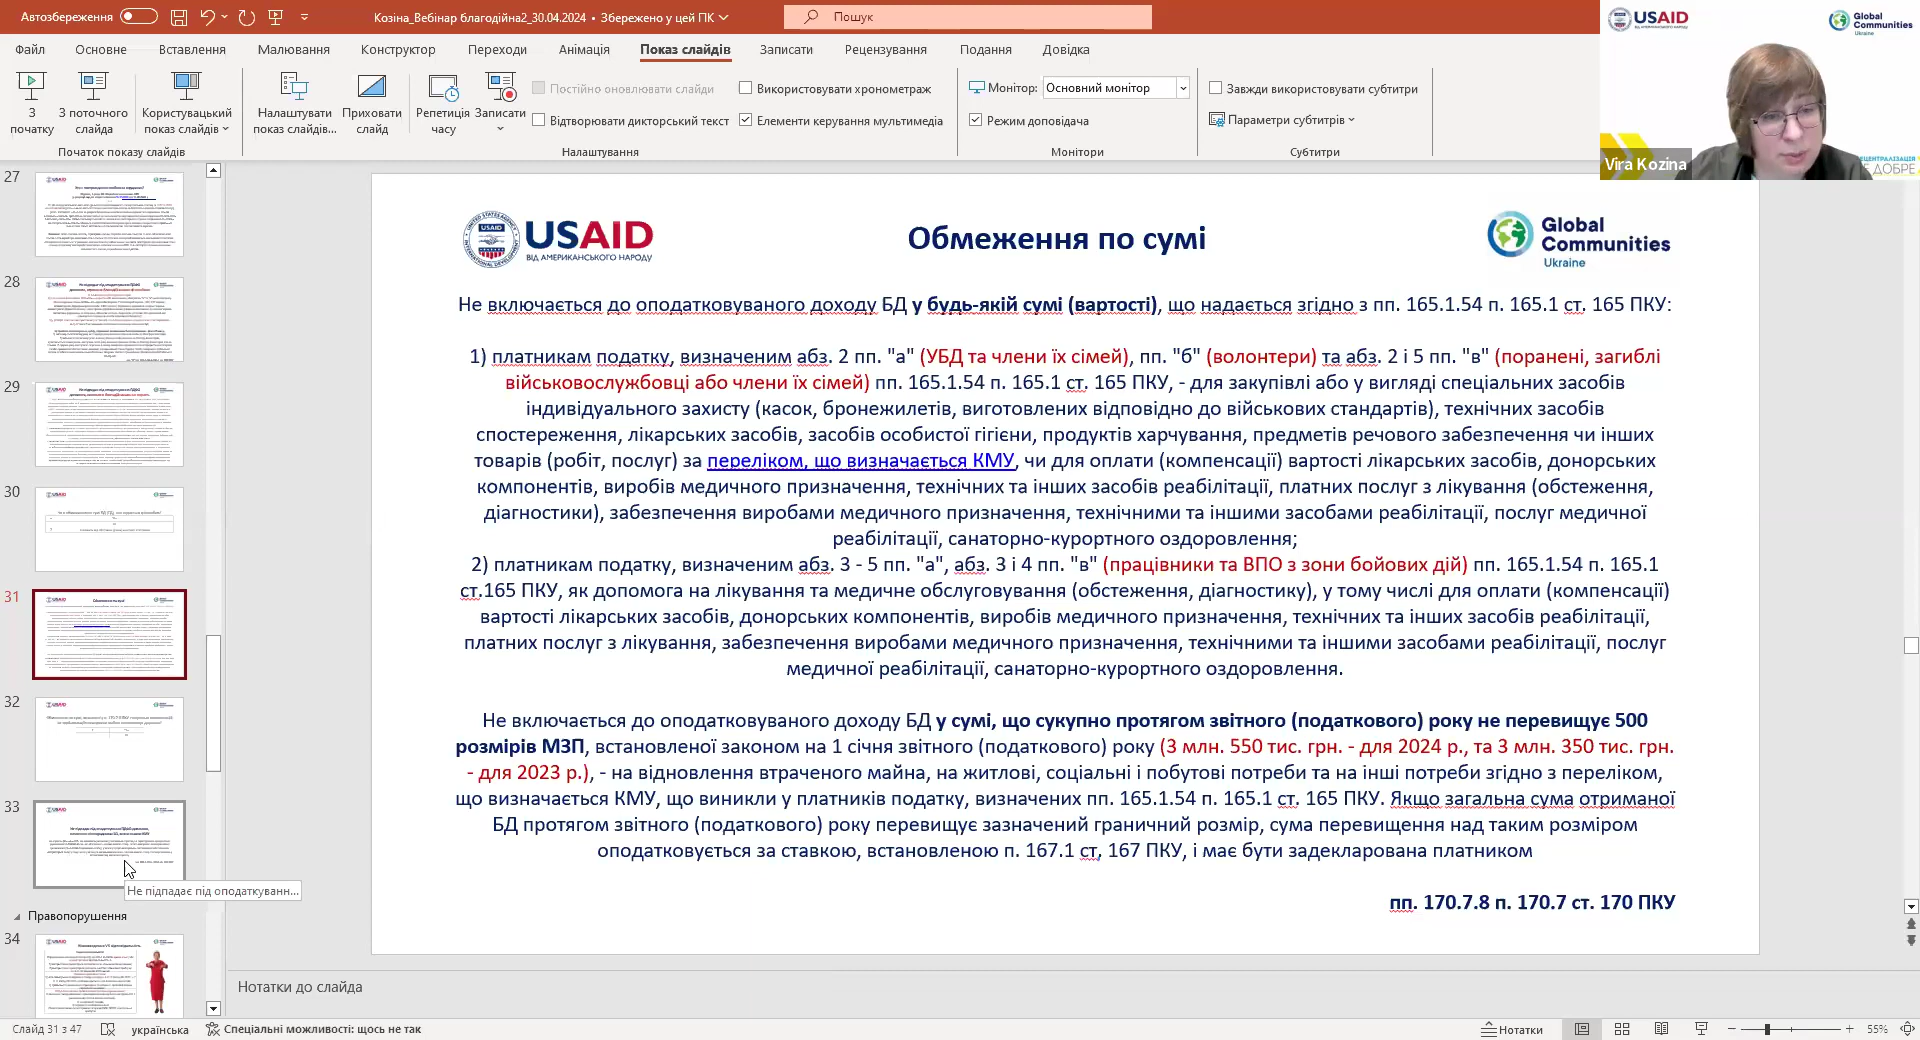 Автозбереження
Козіна_Вебінар благодійна2_30.04.2024 • Збережено у цей ПК
Пошук
Файл Основне Вставлення Малювання Конструктор Переходи Анімація Показ слайдів Записати Рецензування Подання Довідка
З початку
З поточного слайда
Користувацький показ слайдів
Налаштувати показ слайдів...
Приховати слайд
Репетиція часу
Записати
Постійно оновлювати слайди
Відтворювати дикторський текст
Використовувати хронометраж
Елементи керування мультимедіа
Монітор: Основний монітор
Режим доповідача
Завжди використовувати субтитри
Параметри субтитрів
Початок показу слайдів
Налаштування
Монітори
Субтитри
USAID
Global Communities
Ukraine
Vira Kozina
27
28
29
30
31
32
33
Не підпадає під оподаткуванн...
Правопорушення
34
USAID
ВІД АМЕРИКАНСЬКОГО НАРОДУ
Обмеження по сумі
Global
Communities
Ukraine
Не включається до оподатковуваного доходу БД у будь-якій сумі (вартості), що надається згідно з пп. 165.1.54 п. 165.1 ст. 165 ПКУ:
1) платникам податку, визначеним абз. 2 пп. "а" (УБД та члени їх сімей), пп. "б" (волонтери) та абз. 2 і 5 пп. "в" (поранені, загиблі
військовослужбовці або члени їх сімей) пп. 165.1.54 п. 165.1 ст. 165 ПКУ, - для закупівлі або у вигляді спеціальних засобів
індивідуального захисту (касок, бронежилетів, виготовлених відповідно до військових стандартів), технічних засобів
спостереження, лікарських засобів, засобів особистої гігієни, продуктів харчування, предметів речового забезпечення чи інших
товарів (робіт, послуг) за переліком, що визначається КМУ, чи для оплати (компенсації) вартості лікарських засобів, донорських
компонентів, виробів медичного призначення, технічних та інших засобів реабілітації, платних послуг з лікування (обстеження,
діагностики), забезпечення виробами медичного призначення, технічними та іншими засобами реабілітації, послуг медичної
реабілітації, санаторно-курортного оздоровлення;
2) платникам податку, визначеним абз. 3 - 5 пп. "а", абз. 3 і 4 пп. "в" (працівники та ВПО з зони бойових дій) пп. 165.1.54 п. 165.1
ст.165 ПКУ, як допомога на лікування та медичне обслуговування (обстеження, діагностику), у тому числі для оплати (компенсації)
вартості лікарських засобів, донорських компонентів, виробів медичного призначення, технічних та інших засобів реабілітації,
платних послуг з лікування, забезпечення виробами медичного призначення, технічними та іншими засобами реабілітації, послуг
медичної реабілітації, санаторно-курортного оздоровлення.
Не включається до оподатковуваного доходу БД у сумі, що сукупно протягом звітного (податкового) року не перевищує 500
розмірів МЗП, встановленої законом на 1 січня звітного (податкового) року (3 млн. 550 тис. грн. - для 2024 р., та 3 млн. 350 тис. грн.
- для 2023 р.), - на відновлення втраченого майна, на житлові, соціальні і побутові потреби та на інші потреби згідно з переліком,
що визначається КМУ, що виникли у платників податку, визначених пп. 165.1.54 п. 165.1 ст. 165 ПКУ. Якщо загальна сума отриманої
БД протягом звітного (податкового) року перевищує зазначений граничний розмір, сума перевищення над таким розміром
оподатковується за ставкою, встановленою п. 167.1 ст. 167 ПКУ, і має бути задекларована платником
пп. 170.7.8 п. 170.7 ст. 170 ПКУ
Нотатки до слайда
Слайд 31 з 47
українська
Спеціальні можливості: щось не так
Нотатки
55%